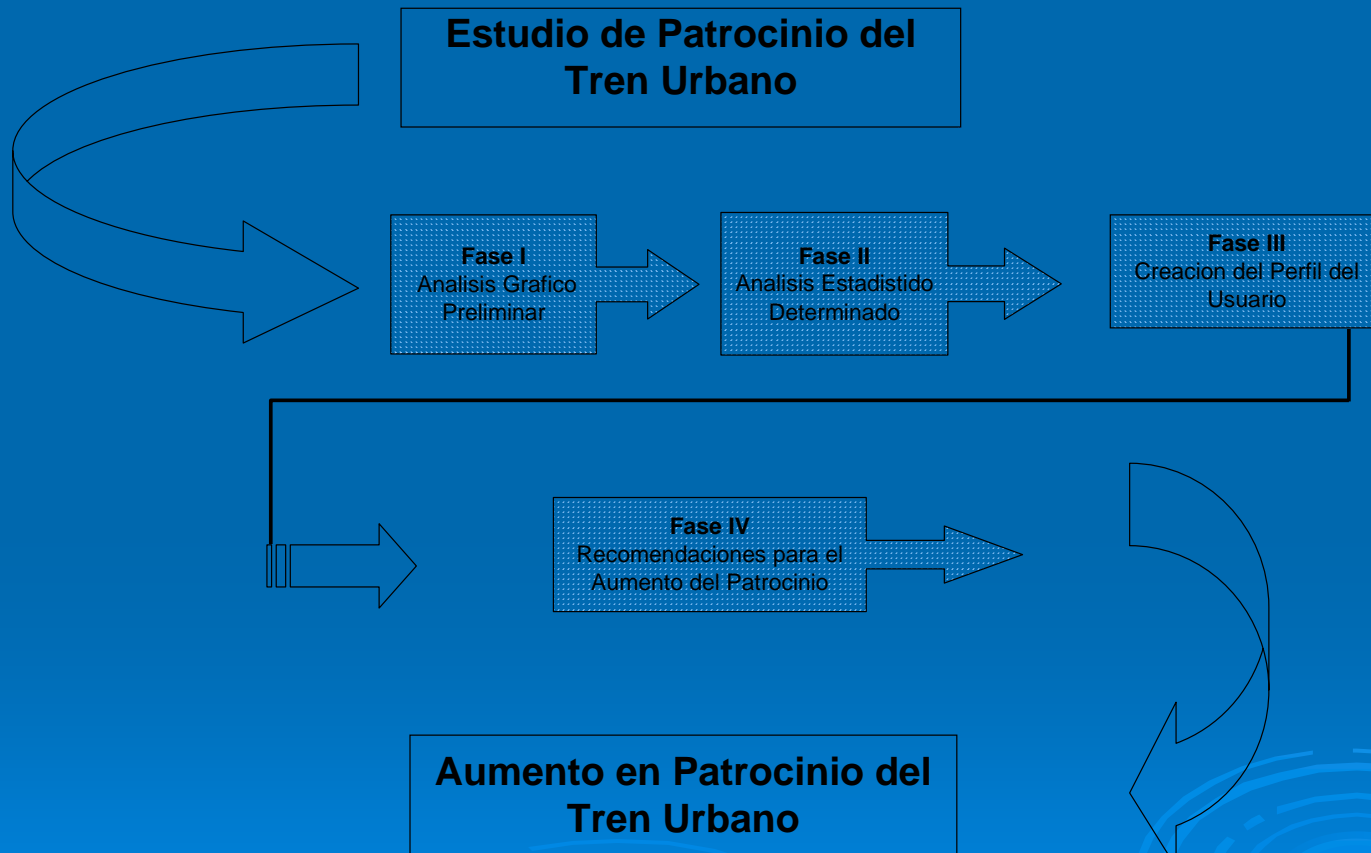 Estudio de Patrocinio del
Tren Urbano
Fase I
Analisis Grafico
Preliminar
Fase II
Analisis Estadistido
Determinado
Fase III
Creacion del Perfil del
Usuario
Fase IV
Recomendaciones para el
Aumento del Patrocinio
Aumento en Patrocinio del
Tren Urbano